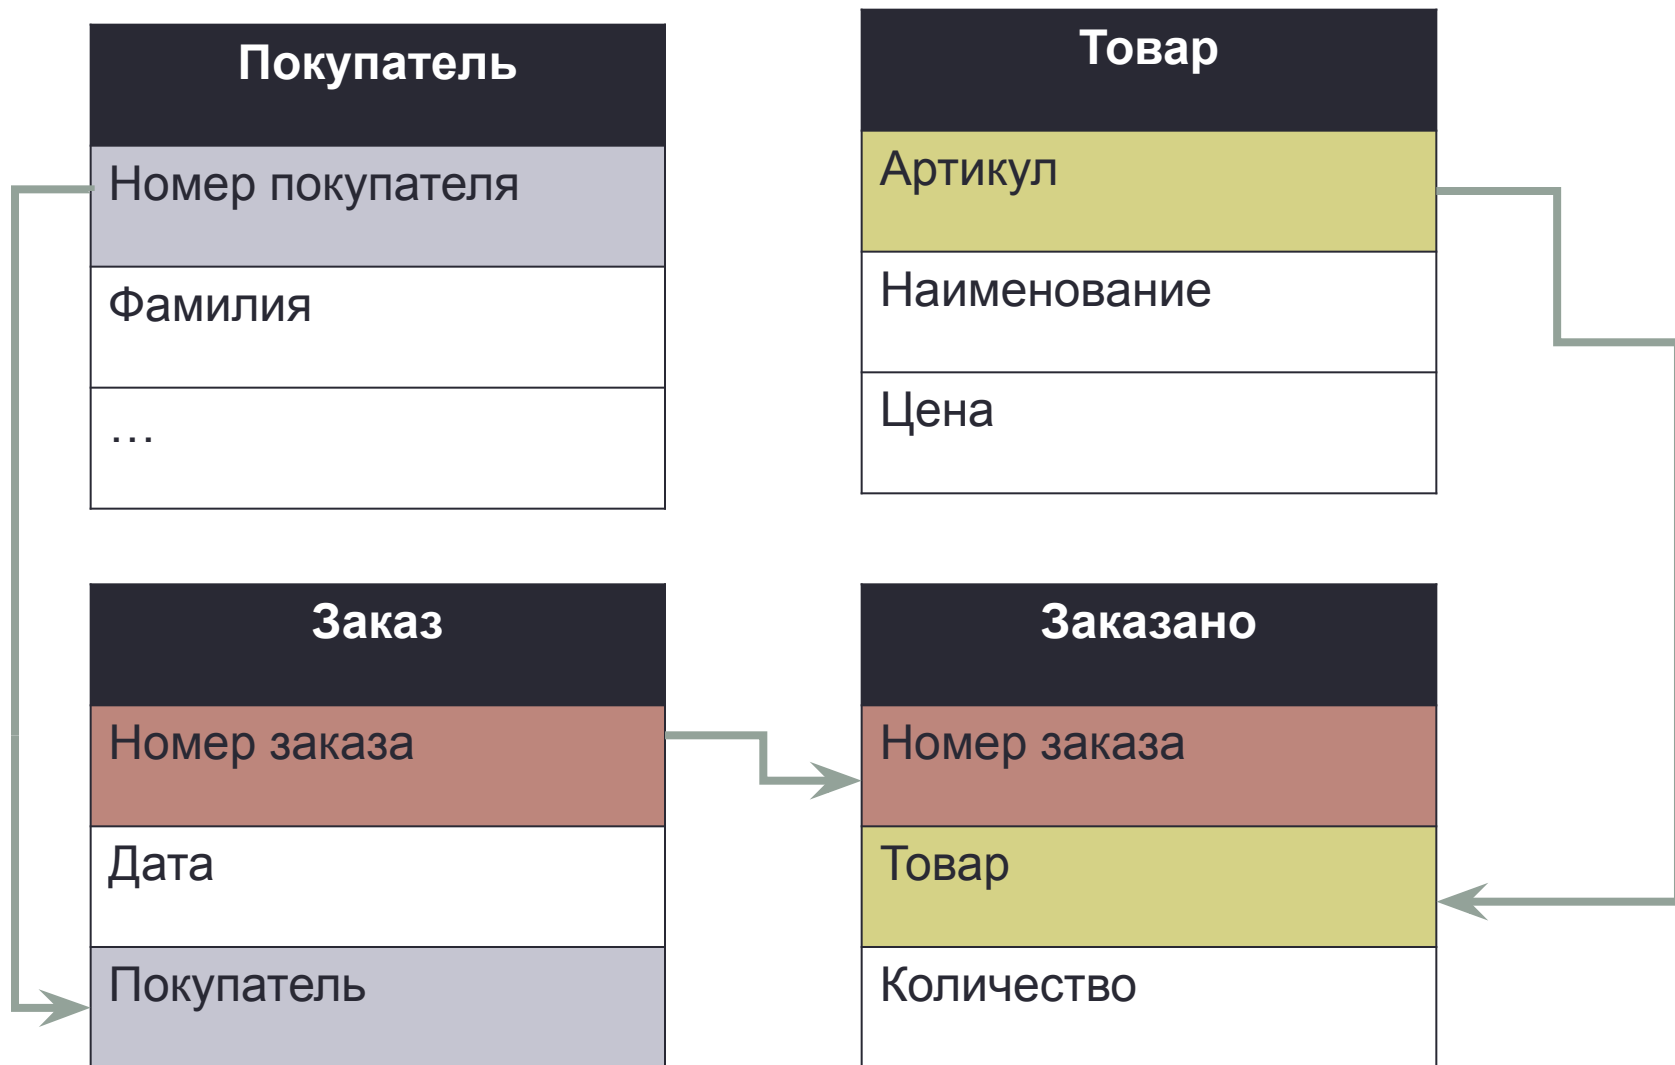 Покупатель
Номер покупателя
Фамилия
…
Товар
Артикул
Наименование
Цена
Заказ
Номер заказа
Дата
Покупатель
Заказано
Номер заказа
Товар
Количество